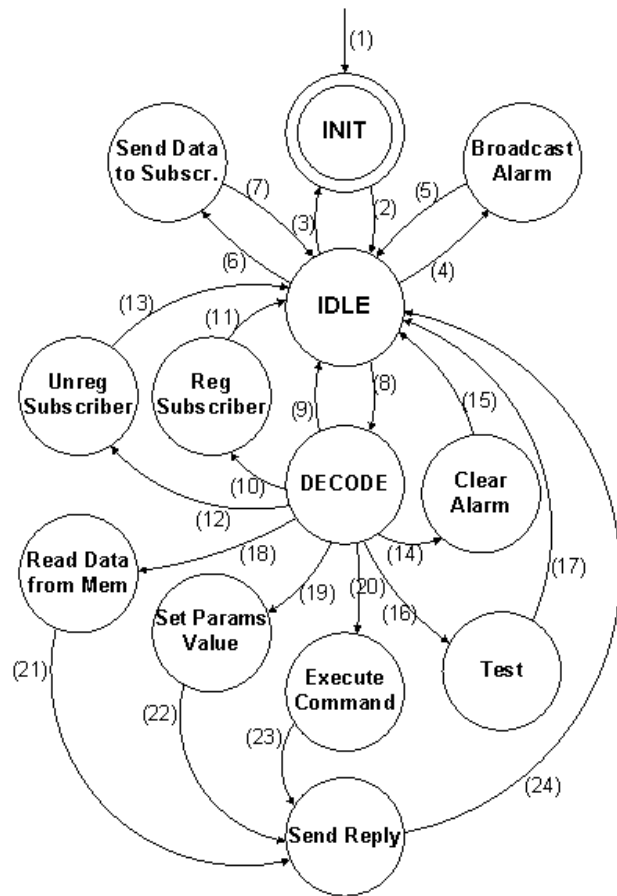 (1)
INIT
Send Data
to Subscr.
Broadcast
Alarm
(7)
(5)
(3)
(2)
(6)
(4)
IDLE
(13)
(11)
Unreg
Subscriber
Reg
Subscriber
(8)
(9)
(15)
DECODE
(10)
(12)
Clear
Alarm
(14)
(18)
(19)
(20)
(16)
(17)
Read Data
from Mem
Set Params
Value
Execute
Command
Test
(21)
(22)
(23)
(24)
Send Reply